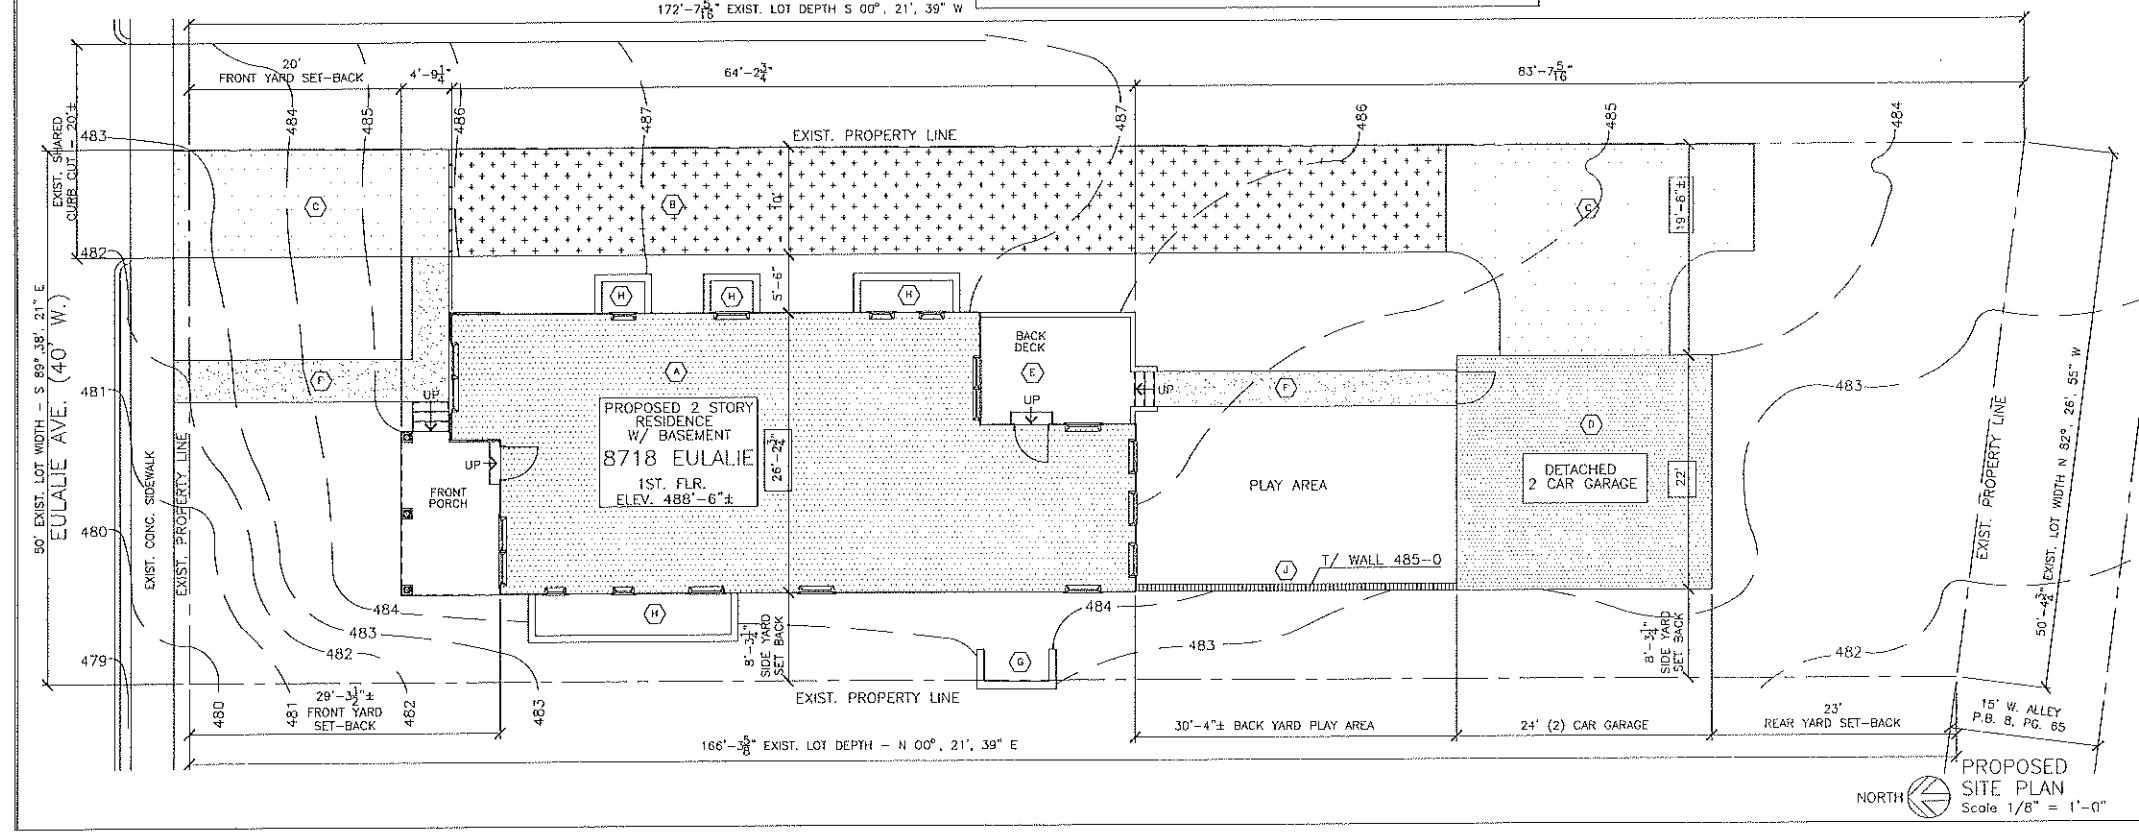 172'-7 5/16" EXIST. LOT DEPTH S 00°, 21', 39" W
20'
FRONT YARD SET-BACK
4'-9 1/4"
64'-2 3/4"
83'-7 5/16"
EXIST. SHARED
CURB CUT - 20'±
483
484
485
486
487
EXIST. PROPERTY LINE
487
486
485
484
C
B
10'
C
19'-6"±
482
50' EXIST. LOT WIDTH - S 89°, 38', 21" E
EULALIE AVE. (40' W.)
H
H
5'-6"
H
BACK
DECK
E
UP
UP
F
A
F
481
UP
PROPOSED 2 STORY
RESIDENCE
W/ BASEMENT
8718 EULALIE
1ST. FLR.
ELEV. 488'-6"±
26'-2 3/4"
483
D
DETACHED
2 CAR GARAGE
22'
EXIST. PROPERTY LINE
50'-4 3/4" EXIST. LOT WIDTH N 82°, 26', 55" W
EXIST. CONC. SIDEWALK
EXIST. PROPERTY LINE
UP
FRONT
PORCH
PLAY AREA
480
J
T/ WALL 485-0
484
H
484
483
482
8'-3 1/4"
SIDE YARD
SET BACK
483
8'-3 1/4"
SIDE YARD
SET BACK
482
479
G
EXIST. PROPERTY LINE
480
481
29'-3 1/2"±
FRONT YARD
SET-BACK
482
483
30'-4"± BACK YARD PLAY AREA
24' (2) CAR GARAGE
23'
REAR YARD SET-BACK
15' W. ALLEY
P.B. 8, PG. 65
166'-3 5/8" EXIST. LOT DEPTH - N 00°, 21', 39" E
NORTH
PROPOSED
SITE PLAN
Scale 1/8" = 1'-0"